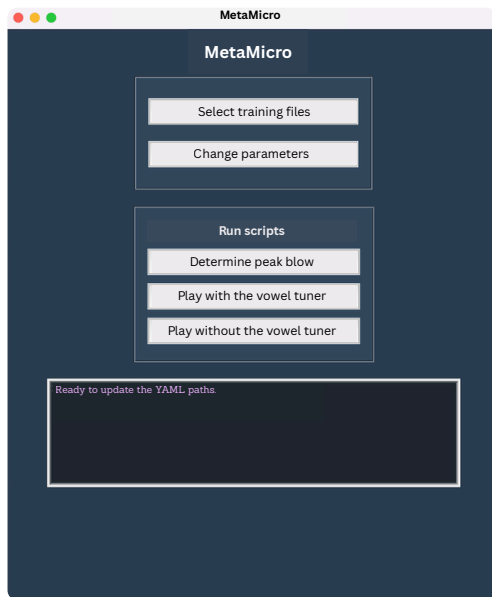 MetaMicro
MetaMicro
Select training files
Change parameters
Run scripts
Determine peak blow
Play with the vowel tuner
Play without the vowel tuner
Ready to update the YAML paths.